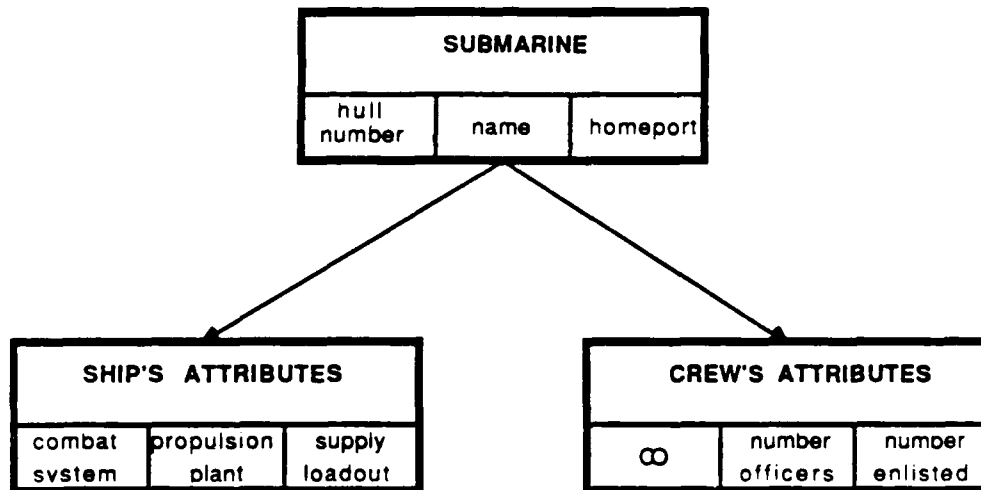 SUBMARINE
hull number
name
homeport
SHIP'S ATTRIBUTES
combat system
propulsion plant
supply loadout
CREW'S ATTRIBUTES
CO
number officers
number enlisted